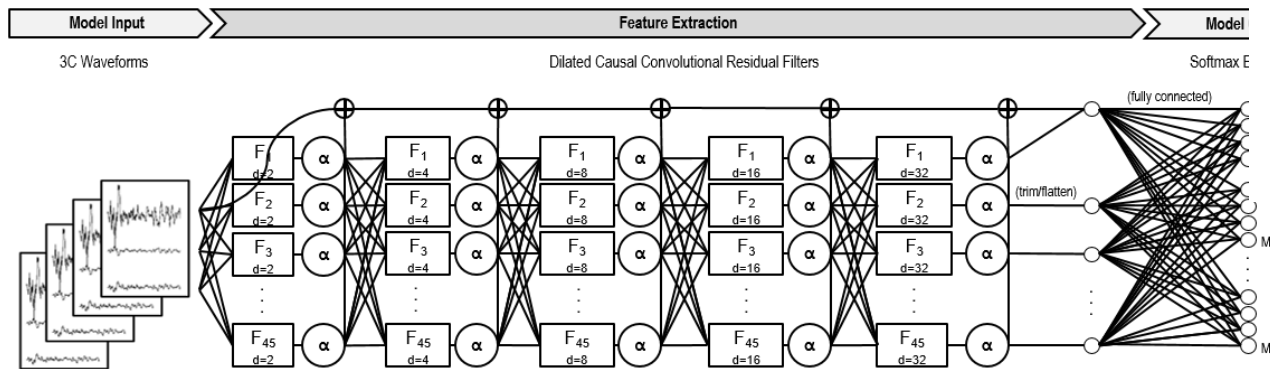 Model Input Feature Extraction Model
3C Waveforms Dilated Causal Convolutional Residual Filters Softmax E
(fully connected)
F1 α F1 α F1 α F1 α F1 α
d=2 d=4 d=8 d=16 d=32
F2 α F2 α F2 α F2 α F2 α (trim/flatten)
d=2 d=4 d=8 d=16 d=32
F3 α F3 α F3 α F3 α F3 α
d=2 d=4 d=8 d=16 d=32
M
F45 α F45 α F45 α F45 α F45 α
d=2 d=4 d=8 d=16 d=32
M